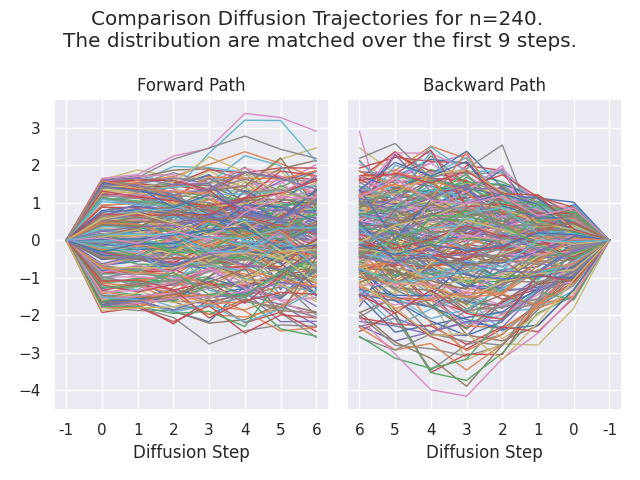 Comparison Diffusion Trajectories for n=240.
The distribution are matched over the first 9 steps.
Forward Path
Backward Path
3
2
1
0
−1
−2
−3
−4
-1 0 1 2 3 4 5 6
6 5 4 3 2 1 0 -1
Diffusion Step
Diffusion Step